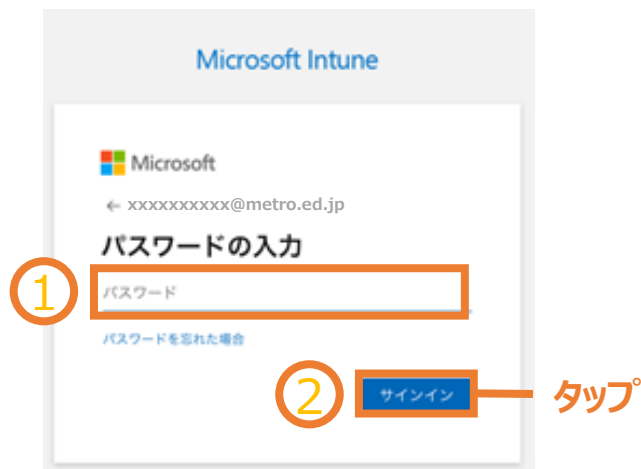 Microsoft Intune
Microsoft
← xxxxxxxxxx@metro.ed.jp
パスワードの入力
① パスワード
パスワードを忘れた場合
② サインイン タップ